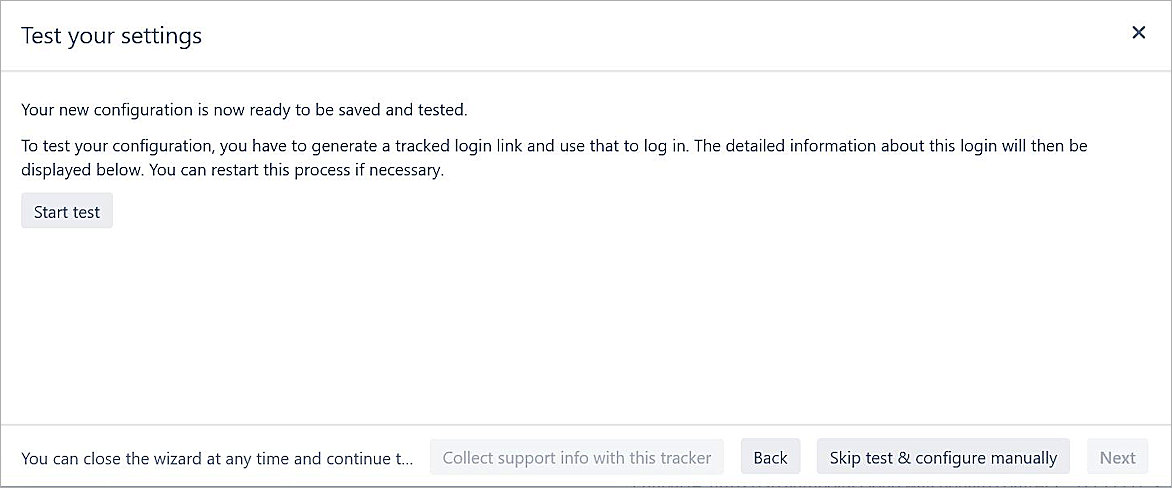 Test your settings
Your new configuration is now ready to be saved and tested.
To test your configuration, you have to generate a tracked login link and use that to log in. The detailed information about this login will then be
displayed below. You can restart this process if necessary.
Start test
You can close the wizard at any time and continue t...
Collect support info with this tracker
Back
Skip test & configure manually
Next